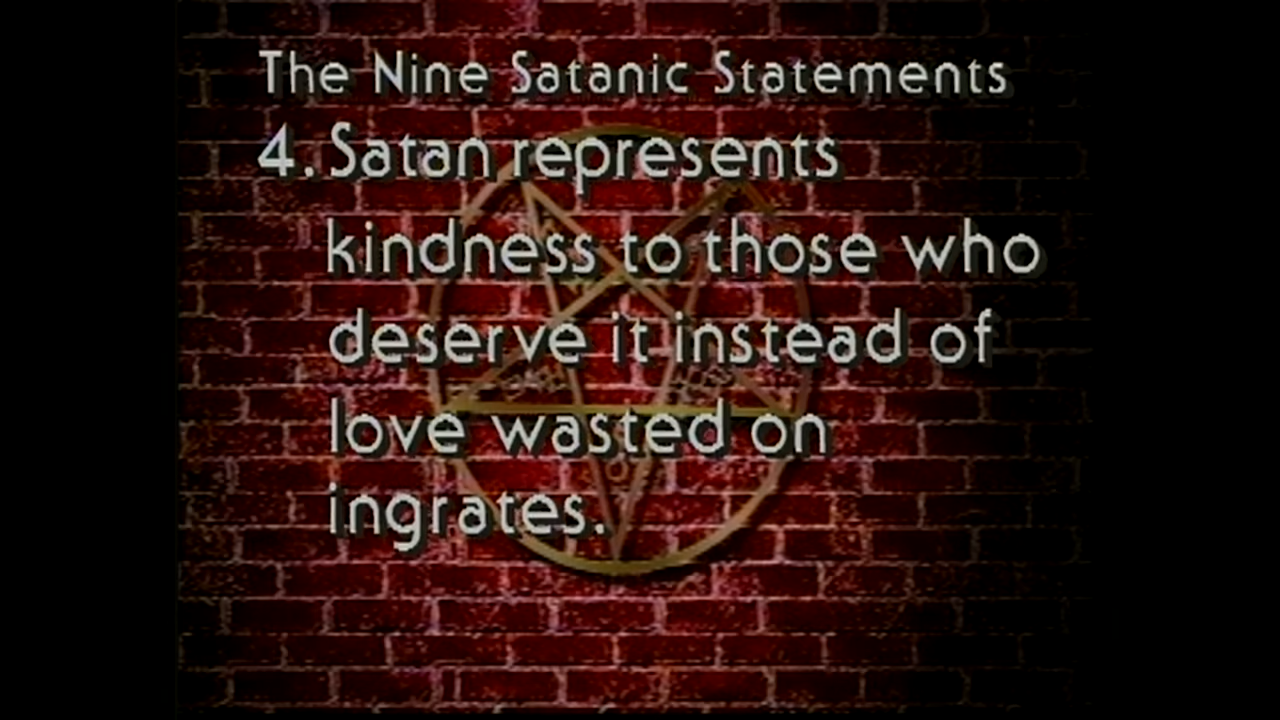 The Nine Satanic Statements
4. Satan represents
kindness to those who
deserve it instead of
love wasted on
ingrates.